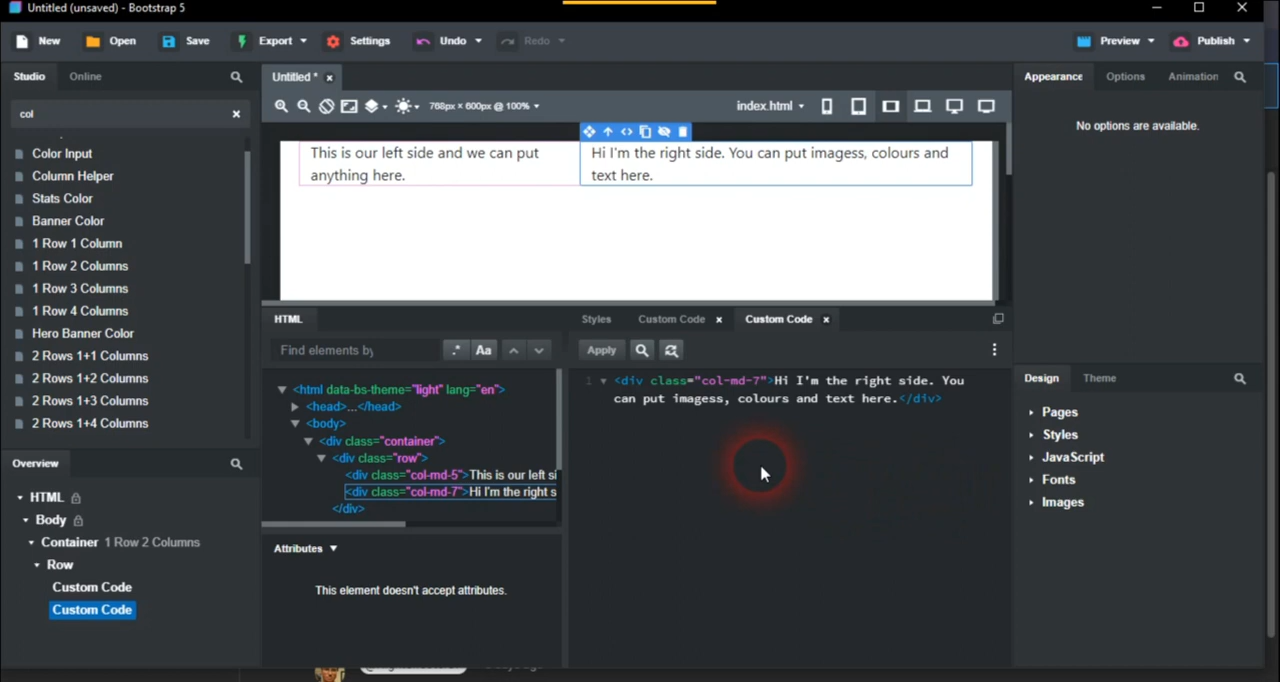 Untitled (unsaved) - Bootstrap 5
New Open Save Export Settings Undo Redo Preview Publish
Studio Online
col
Color Input
Column Helper
Stats Color
Banner Color
1 Row 1 Column
1 Row 2 Columns
1 Row 3 Columns
1 Row 4 Columns
Hero Banner Color
2 Rows 1+1 Columns
2 Rows 1+2 Columns
2 Rows 1+3 Columns
2 Rows 1+4 Columns
Overview
HTML
Body
Container 1 Row 2 Columns
Row
Custom Code
Custom Code
Untitled *
768px × 600px @ 100%
index.html
This is our left side and we can put
anything here.
Hi I'm the right side. You can put imagess, colours and
text here.
HTML
Find elements by
.* Aa
<html data-bs-theme="light" lang="en">
<head>...</head>
<body>
<div class="container">
<div class="row">
<div class="col-md-5">This is our left si
<div class="col-md-7">Hi I'm the right s
</div>
Attributes
This element doesn't accept attributes.
Styles Custom Code Custom Code
Apply
1 <div class="col-md-7">Hi I'm the right side. You
can put imagess, colours and text here.</div>
Appearance Options Animation
No options are available.
Design Theme
Pages
Styles
JavaScript
Fonts
Images